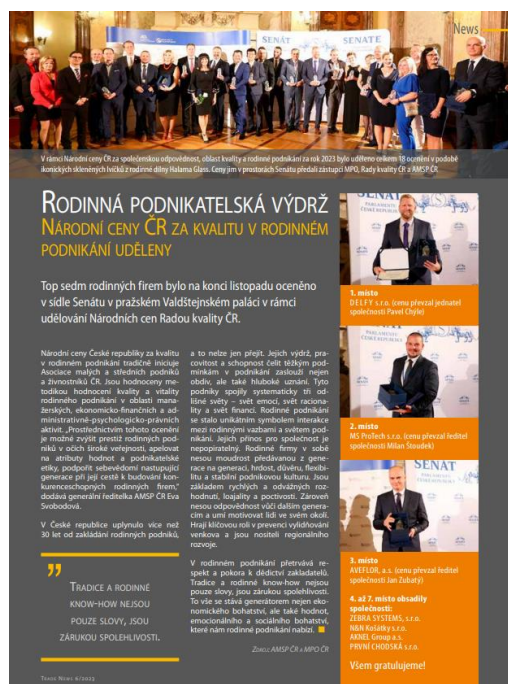 News
SENÁT
SENATE
V rámci Národní ceny ČR za společenskou odpovědnost, oblast kvality a rodinné podnikání za rok 2023 bylo uděleno celkem 18 ocenění v podobě
ikonických skleněných lvíčků z rodinné dílny Halama Glass. Ceny jim v prostorách Senátu předali zástupci MPO, Rady kvality ČR a AMSP ČR.
RODINNÁ PODNIKATELSKÁ VÝDRŽ
NÁRODNÍ CENY ČR ZA KVALITU V RODINNÉM
PODNIKÁNÍ UDĚLENY
Top sedm rodinných firem bylo na konci listopadu oceněno
v sídle Senátu v pražském Valdštejnském paláci v rámci
udělování Národních cen Radou kvality ČR.
Národní ceny České republiky za kvalitu
v rodinném podnikání tradičně iniciuje
Asociace malých a středních podniků
a živnostníků ČR. Jsou hodnoceny me-
todikou hodnocení kvality a vitality
rodinného podnikání v oblasti mana-
žerských, ekonomicko-finančních a ad-
ministrativně-psychologicko-právních
aktivit. „Prostřednictvím tohoto ocenění
je možné zvýšit prestiž rodinných pod-
niků v očích široké veřejnosti, apelovat
na atributy hodnot a podnikatelské
etiky, podpořit sebevědomí nastupující
generace při její cestě k budování kon-
kurenceschopných rodinných firem,“
dodává generální ředitelka AMSP ČR Eva
Svobodová.
V České republice uplynulo více než
30 let od zakládání rodinných podniků,
a to nelze jen přejít. Jejich výdrž, pra-
covitost a schopnost čelit těžkým pod-
mínkám v podnikání zaslouží nejen
obdiv, ale také hluboké uznání. Tyto
podniky spojily systematicky tři od-
lišné světy – svět emocí, svět raciona-
lity a svět financí. Rodinné podnikání
se stalo unikátním symbolem interakce
mezi rodinnými vazbami a světem pod-
nikání. Jejich přínos pro společnost je
nepopiratelný. Rodinné firmy v sobě
nesou moudrost předávanou z gene-
race na generaci, hrdost, důvěru, flexibi-
litu a stabilní podnikovou kulturu. Jsou
základem rychlých a odvážných roz-
hodnutí, loajality a poctivosti. Zároveň
nesou odpovědnost vůči dalším genera-
cím a umí motivovat lidi ve svém okolí.
Hrají klíčovou roli v prevenci vylidňování
venkova a jsou nositeli regionálního
rozvoje.
V rodinném podnikání přetrvává re-
spekt a pokora k dědictví zakladatelů.
Tradice a rodinné know-how nejsou
pouze slovy, jsou zárukou spolehlivosti.
To vše se stává generátorem nejen eko-
nomického bohatství, ale také hodnot,
emocionálního a sociálního bohatství,
které nám rodinné podnikání nabízí.
ZDROJ: AMSP ČR A MPO ČR
”
TRADICE A RODINNÉ
KNOW-HOW NEJSOU
POUZE SLOVY, JSOU
ZÁRUKOU SPOLEHLIVOSTI.
SENÁT
PARLAMENTU
ČESKÉ REPUBLIKY
1. místo
D E L F Y s.r.o. (cenu převzal jednatel
společnosti Pavel Chýle)
PARLAMENTU
ČESKÉ REPUBLIKY
2. místo
MS ProTech s.r.o. (cenu převzal ředitel
společnosti Milan Štoudek)
SENÁT
3. místo
AVEFLOR, a.s. (cenu převzal ředitel
společnosti Jan Zubatý)
4. až 7. místo obsadily
společnosti:
ZEBRA SYSTEMS, s.r.o.
N&N Košátky s.r.o.
AKNEL Group a.s.
PRVNÍ CHODSKÁ s.r.o.
Všem gratulujeme!
TRADE NEWS 6/2023